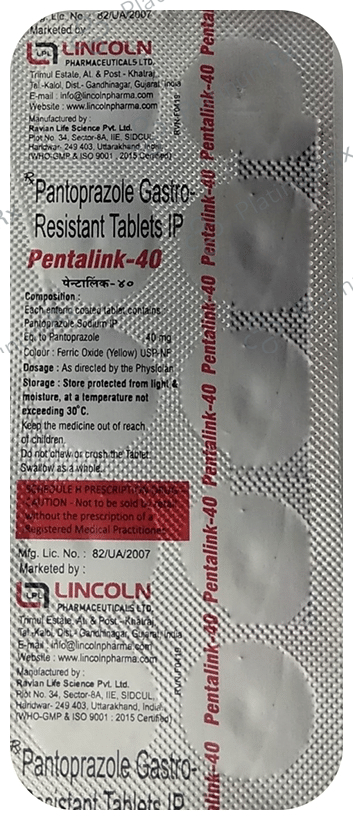 Mfg. Lic. No. : 82/UA/2007
Marketed by :
LPL LINCOLN
PHARMACEUTICALS LTD.
Trimul Estate, At. & Post - Khatraj,
Tal.-Kalol, Dist.- Gandhinagar, Gujarat, India
E-mail : info@lincolnpharma.com
Website : www.lincolnpharma.com
Manufactured by :
Ravian Life Science Pvt. Ltd.
Plot No. 34, Sector-8A, IIE, SIDCUL,
Haridwar- 249 403, Uttarakhand, India
(WHO-GMP & ISO 9001 : 2015 Certified)
RVN-F0419
Rx
Pantoprazole Gastro-
Resistant Tablets IP
Pentalink-40
पेन्टालिंक-४०
Composition :
Each enteric coated tablet contains :
Pantoprazole Sodium IP
Eq. to Pantoprazole 40 mg
Colour : Ferric Oxide (Yellow) USP-NF
Dosage : As directed by the Physician
Storage : Store protected from light &
moisture, at a temperature not
exceeding 30°C.
Keep the medicine out of reach
of children.
Do not chew or crush the Tablet.
Swallow as a whole.
SCHEDULE H PRESCRIPTION DRUG
CAUTION - Not to be sold by retail
without the prescription of a
Registered Medical Practitioner
Mfg. Lic. No. : 82/UA/2007
Marketed by :
LPL LINCOLN
PHARMACEUTICALS LTD.
Trimul Estate, At. & Post - Khatraj,
Tal.-Kalol, Dist.- Gandhinagar, Gujarat, India
E-mail : info@lincolnpharma.com
Website : www.lincolnpharma.com
Manufactured by :
Ravian Life Science Pvt. Ltd.
Plot No. 34, Sector-8A, IIE, SIDCUL,
Haridwar- 249 403, Uttarakhand, India
(WHO-GMP & ISO 9001 : 2015 Certified)
RVN-F0419
Rx
Pantoprazole Gastro-
Resistant Tablets IP
Pentalink-40 Pentalink-40 Pentalink-40 Pentalink-40 Pentalink-40 Pentalink-40